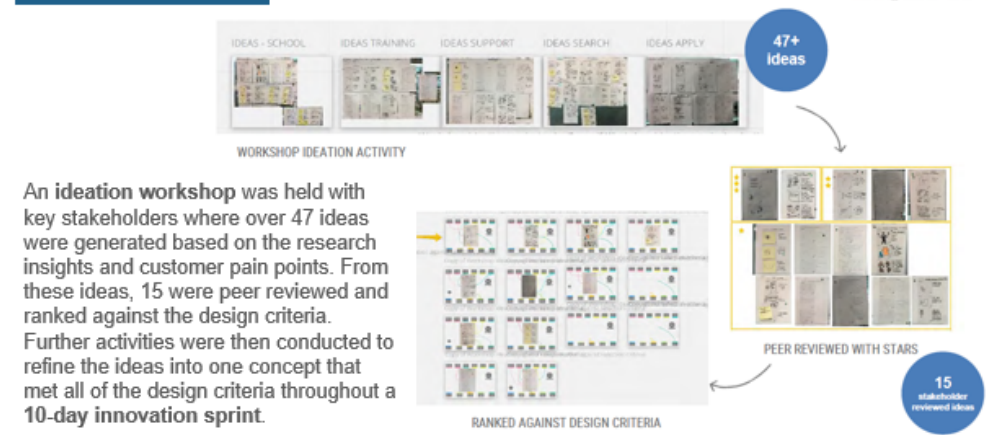 IDEAS - SCHOOL
IDEAS TRAINING
IDEAS SUPPORT
IDEAS SEARCH
IDEAS APPLY
47+
ideas
WORKSHOP IDEATION ACTIVITY
An ideation workshop was held with
key stakeholders where over 47 ideas
were generated based on the research
insights and customer pain points. From
these ideas, 15 were peer reviewed and
ranked against the design criteria.
Further activities were then conducted to
refine the ideas into one concept that
met all of the design criteria throughout a
10-day innovation sprint.
PEER REVIEWED WITH STARS
15
stakeholder
reviewed ideas
RANKED AGAINST DESIGN CRITERIA